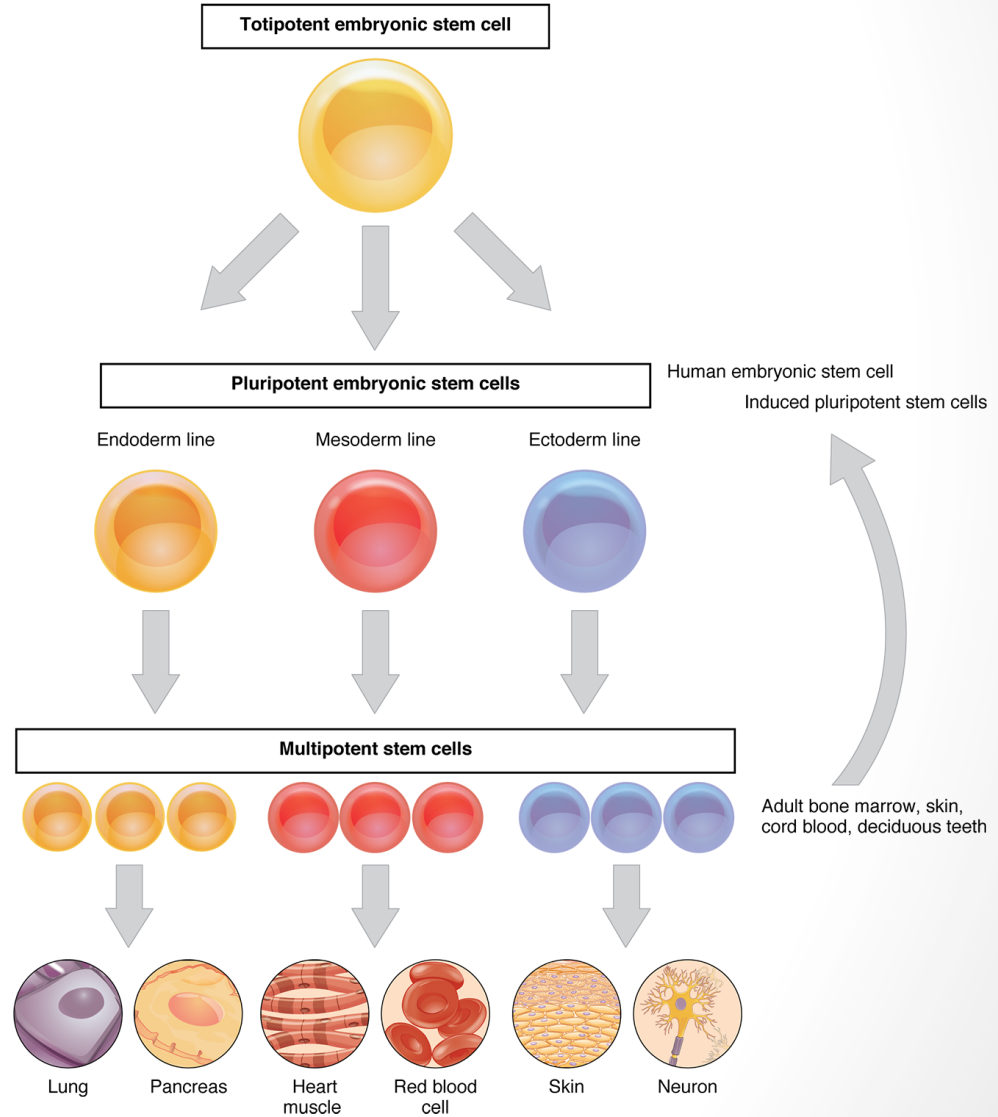 Totipotent embryonic stem cell
Pluripotent embryonic stem cells
Human embryonic stem cell
Induced pluripotent stem cells
Endoderm line
Mesoderm line
Ectoderm line
Multipotent stem cells
Adult bone marrow, skin,
cord blood, deciduous teeth
Lung
Pancreas
Heart
muscle
Red blood
cell
Skin
Neuron